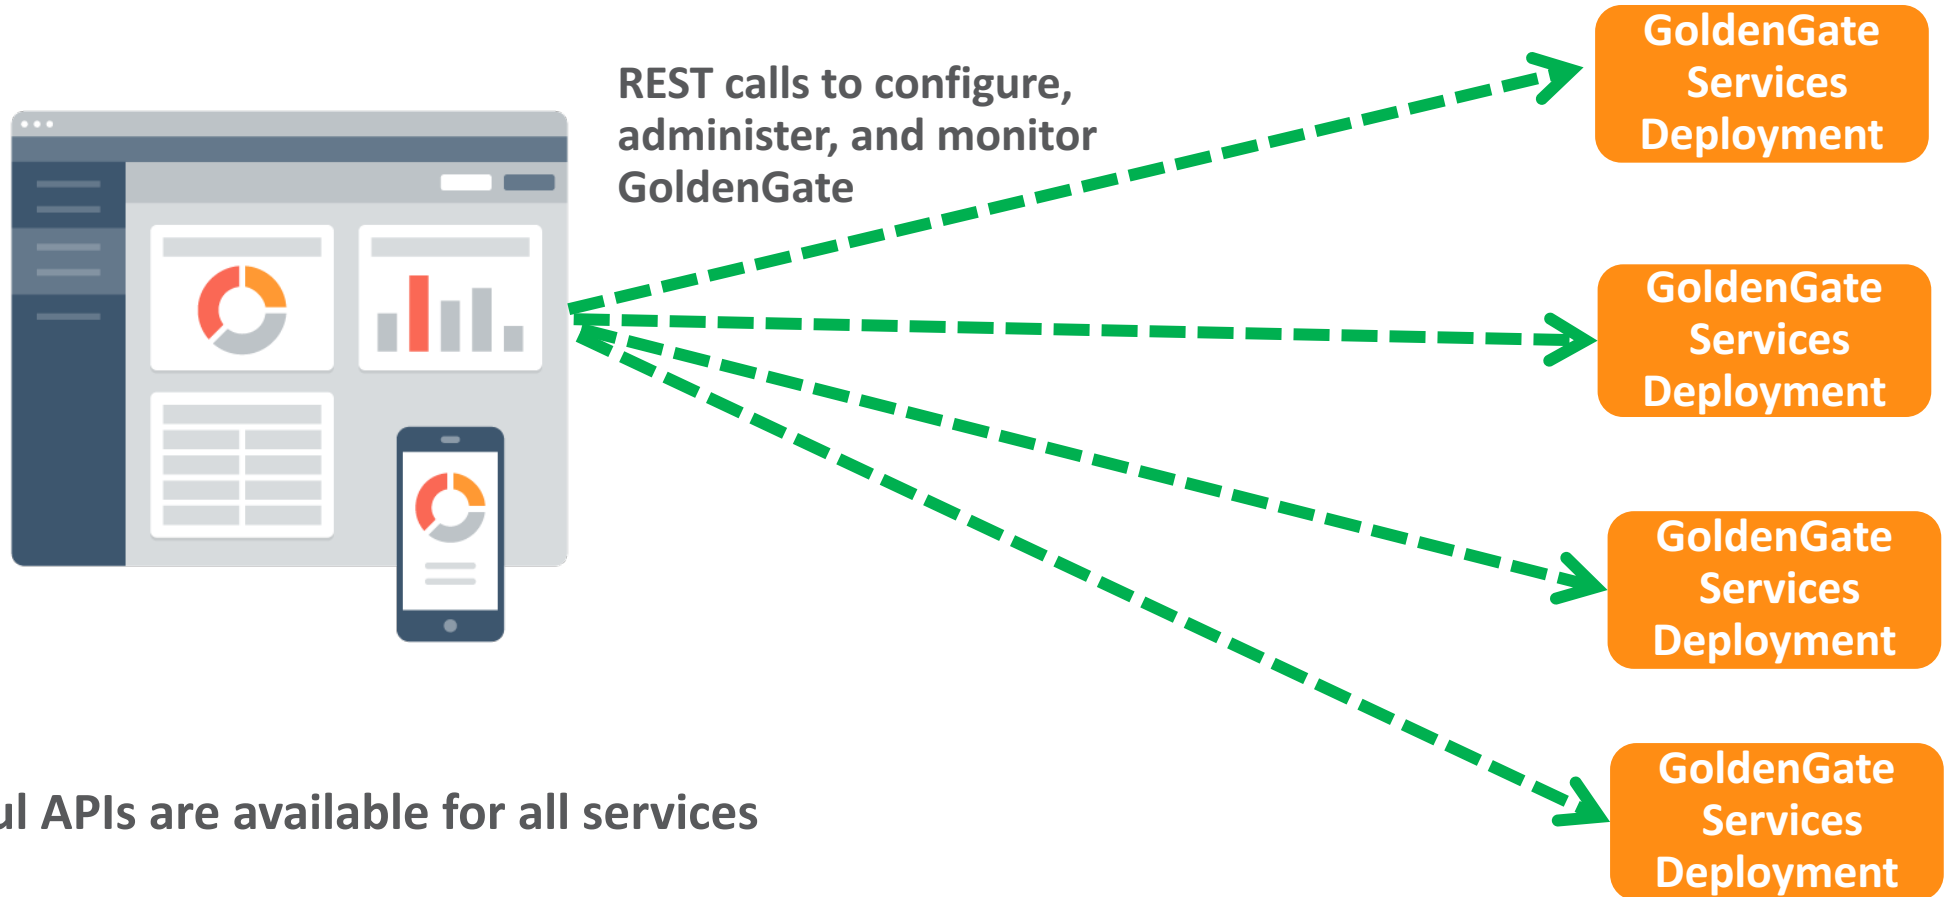 REST calls to configure,
administer, and monitor
GoldenGate
GoldenGate
Services
Deployment
GoldenGate
Services
Deployment
GoldenGate
Services
Deployment
GoldenGate
Services
Deployment
ul APIs are available for all services